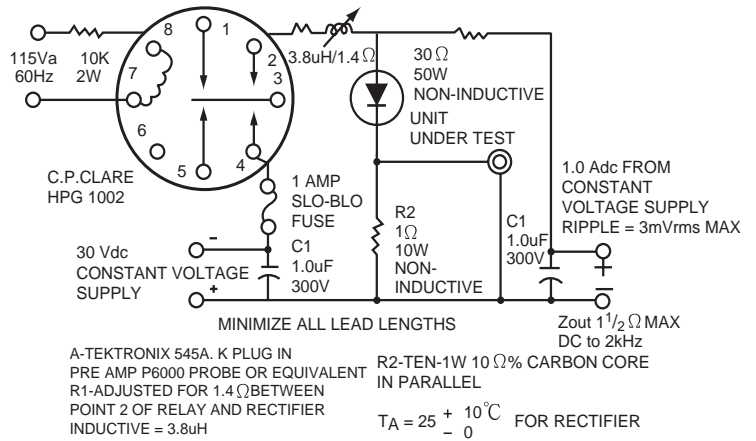 115Va
60Hz
10K
2W
8
1
2
7
3
6
5
4
3.8uH/1.4 Ω
30 Ω
50W
NON-INDUCTIVE
UNIT
UNDER TEST
C.P.CLARE
HPG 1002
1 AMP
SLO-BLO
FUSE
30 Vdc
CONSTANT VOLTAGE
SUPPLY
-
+
C1
1.0uF
300V
R2
1Ω
10W
NON-
INDUCTIVE
C1
1.0uF
300V
1.0 Adc FROM
CONSTANT
VOLTAGE SUPPLY
RIPPLE = 3mVrms MAX
+
–
Zout 1 1/2 Ω MAX
DC to 2kHz
MINIMIZE ALL LEAD LENGTHS
A-TEKTRONIX 545A. K PLUG IN
PRE AMP P6000 PROBE OR EQUIVALENT
R1-ADJUSTED FOR 1.4 Ω BETWEEN
POINT 2 OF RELAY AND RECTIFIER
INDUCTIVE = 3.8uH
R2-TEN-1W 10 Ω% CARBON CORE
IN PARALLEL
TA = 25 + 10℃ – 0 FOR RECTIFIER